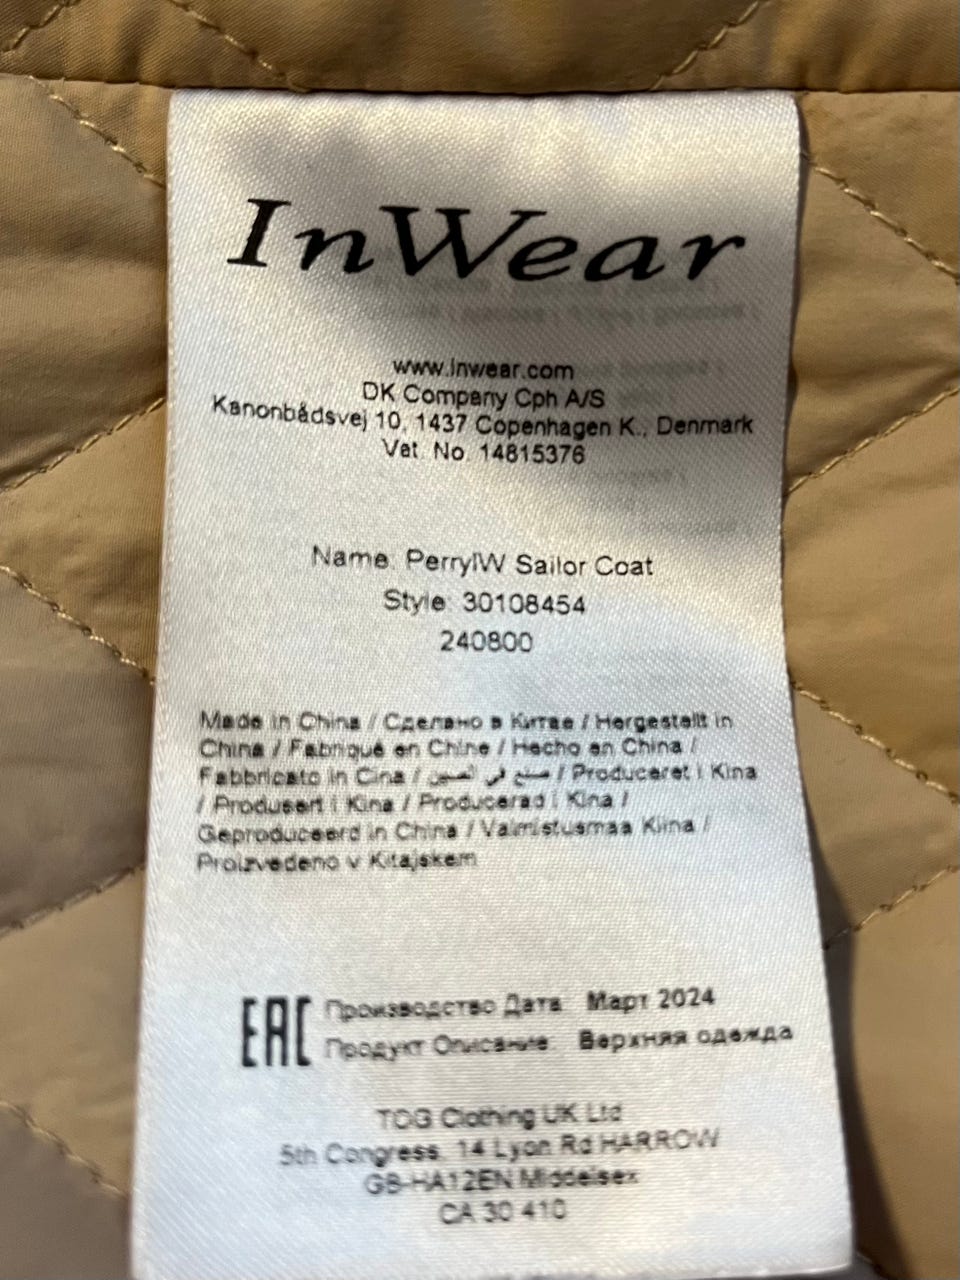 InWear
www.inwear.com
DK Company Cph A/S
Kanonbådsvej 10, 1437 Copenhagen K., Denmark
Vat. No. 14815376
Name: PerryIW Sailor Coat
Style: 30108454
240800
Made in China / Сделано в Китае / Hergestellt in
China / Fabriqué en Chine / Hecho en China /
Fabbricato in Cina / صنع في الصين / Produceret i Kina
/ Produsert i Kina / Producerad i Kina /
Geproduceerd in China / Valmistusmaa Kiina /
Proizvedeno v Kitajskem
EAC Производство Дата: Март 2024
Продукт Описание: Верхняя одежда
TOG Clothing UK Ltd
5th Congress, 14 Lyon Rd HARROW
GB-HA12EN Middelsex
CA 30 410